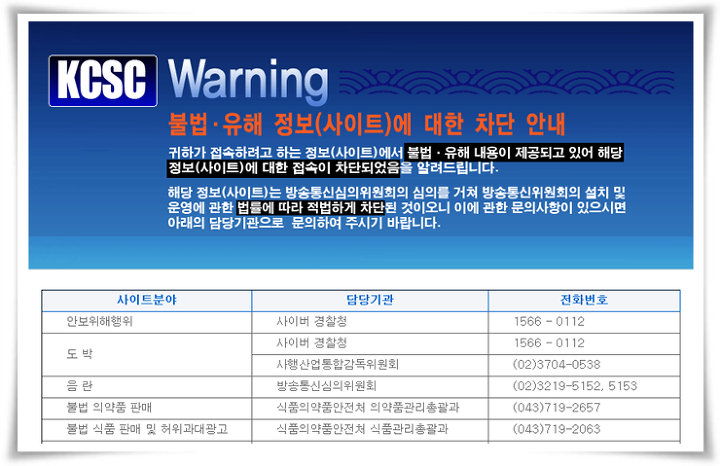 KCSC Warning
불법·유해 정보(사이트)에 대한 차단 안내
귀하가 접속하려고 하는 정보(사이트)에서 불법·유해 내용이 제공되고 있어 해당
정보(사이트)에 대한 접속이 차단되었음을 알려드립니다.
해당 정보(사이트)는 방송통신심의위원회의 심의를 거쳐 방송통신위원회의 설치 및
운영에 관한 법률에 따라 적법하게 차단된 것이오니 이에 관한 문의사항이 있으시면
아래의 담당기관으로 문의하여 주시기 바랍니다.
사이트분야 담당기관 전화번호
안보위해행위 사이버 경찰청 1566 - 0112
도 박 사이버 경찰청 1566 - 0112
사행산업통합감독위원회 (02)3704-0538
음 란 방송통신심의위원회 (02)3219-5152, 5153
불법 의약품 판매 식품의약품안전처 의약품관리총괄과 (043)719-2657
불법 식품 판매 및 허위과대광고 식품의약품안전처 식품관리총괄과 (043)719-2063